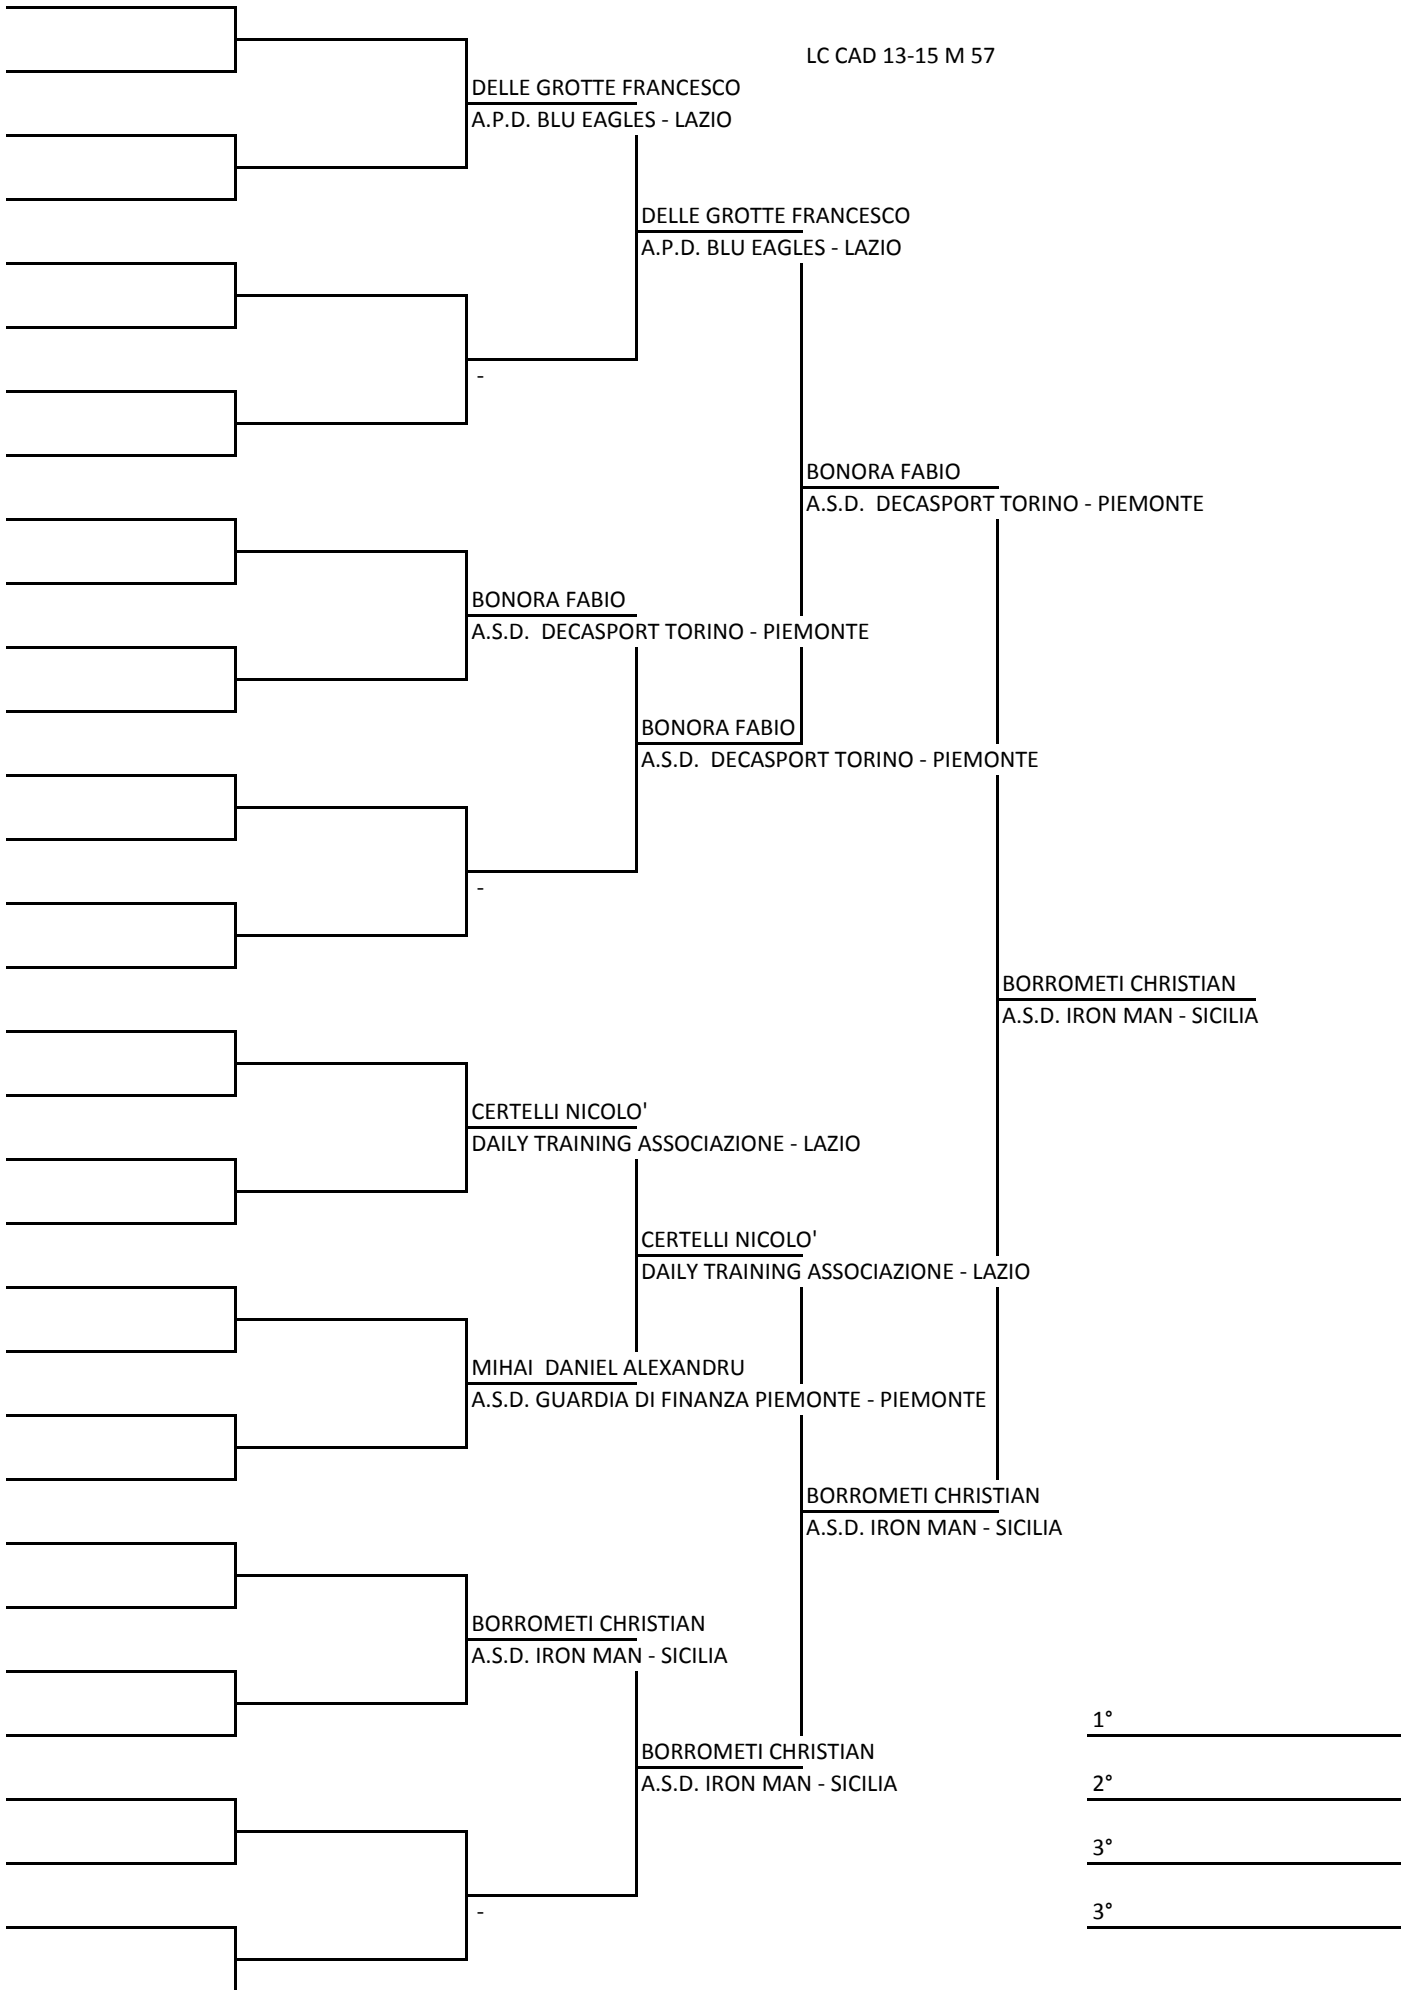 LC CAD 13-15 M 57
DELLE GROTTE FRANCESCO
A.P.D. BLU EAGLES - LAZIO
DELLE GROTTE FRANCESCO
A.P.D. BLU EAGLES - LAZIO
-
BONORA FABIO
A.S.D.  DECASPORT TORINO - PIEMONTE
BONORA FABIO
A.S.D.  DECASPORT TORINO - PIEMONTE
BONORA FABIO
A.S.D.  DECASPORT TORINO - PIEMONTE
-
BORROMETI CHRISTIAN
A.S.D. IRON MAN - SICILIA
CERTELLI NICOLO'
DAILY TRAINING ASSOCIAZIONE - LAZIO
CERTELLI NICOLO'
DAILY TRAINING ASSOCIAZIONE - LAZIO
MIHAI  DANIEL ALEXANDRU
A.S.D. GUARDIA DI FINANZA PIEMONTE - PIEMONTE
BORROMETI CHRISTIAN
A.S.D. IRON MAN - SICILIA
BORROMETI CHRISTIAN
A.S.D. IRON MAN - SICILIA
1°
BORROMETI CHRISTIAN
A.S.D. IRON MAN - SICILIA
2°
3°
-
3°